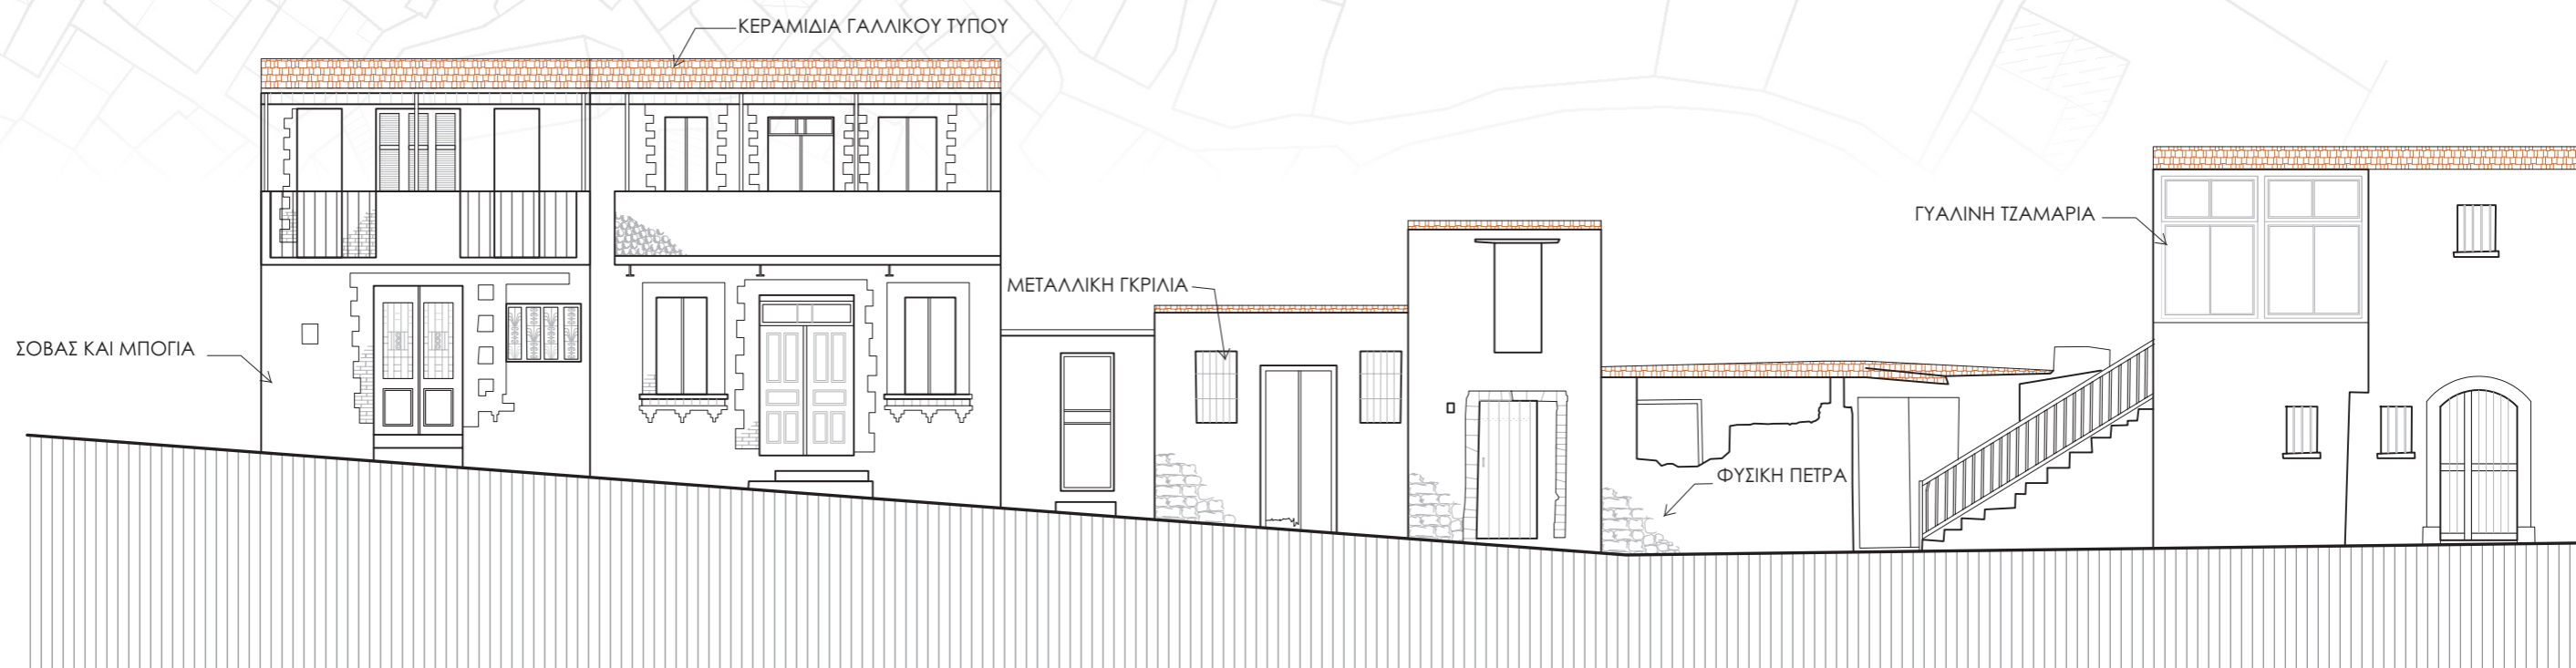 ΚΕΡΑΜΙΔΙΑ ΓΑΛΛΙΚΟΥ ΤΥΠΟΥ
ΓΥΑΛΙΝΗ ΤΖΑΜΑΡΙΑ
ΜΕΤΑΛΛΙΚΗ ΓΚΡΙΛΙΑ
ΣΟΒΑΣ ΚΑΙ ΜΠΟΓΙΑ
ΦΥΣΙΚΗ ΠΕΤΡΑ